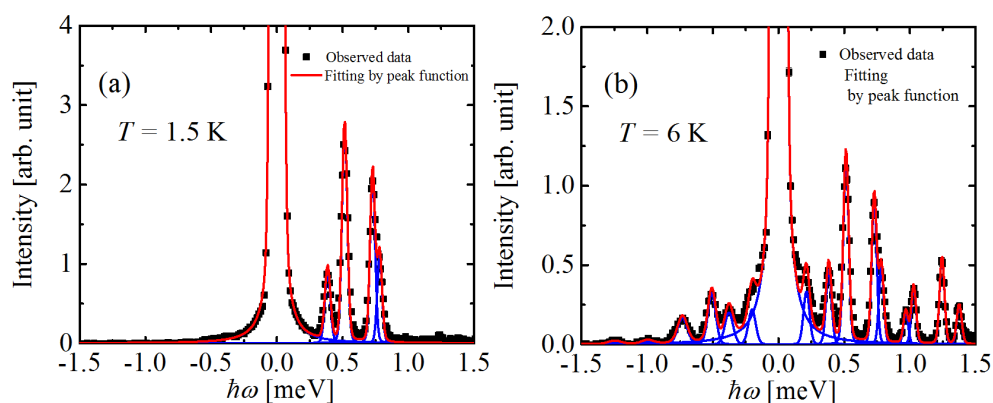 4
3
2
1
0
Intensity [arb. unit]
(a)
T = 1.5 K
Observed data
Fitting by peak function
-1.5 -1.0 -0.5 0.0 0.5 1.0 1.5
ħω [meV]
2.0
1.5
1.0
0.5
0.0
Intensity [arb. unit]
(b)
T = 6 K
Observed data
Fitting
by peak function
-1.5 -1.0 -0.5 0.0 0.5 1.0 1.5
ħω [meV]